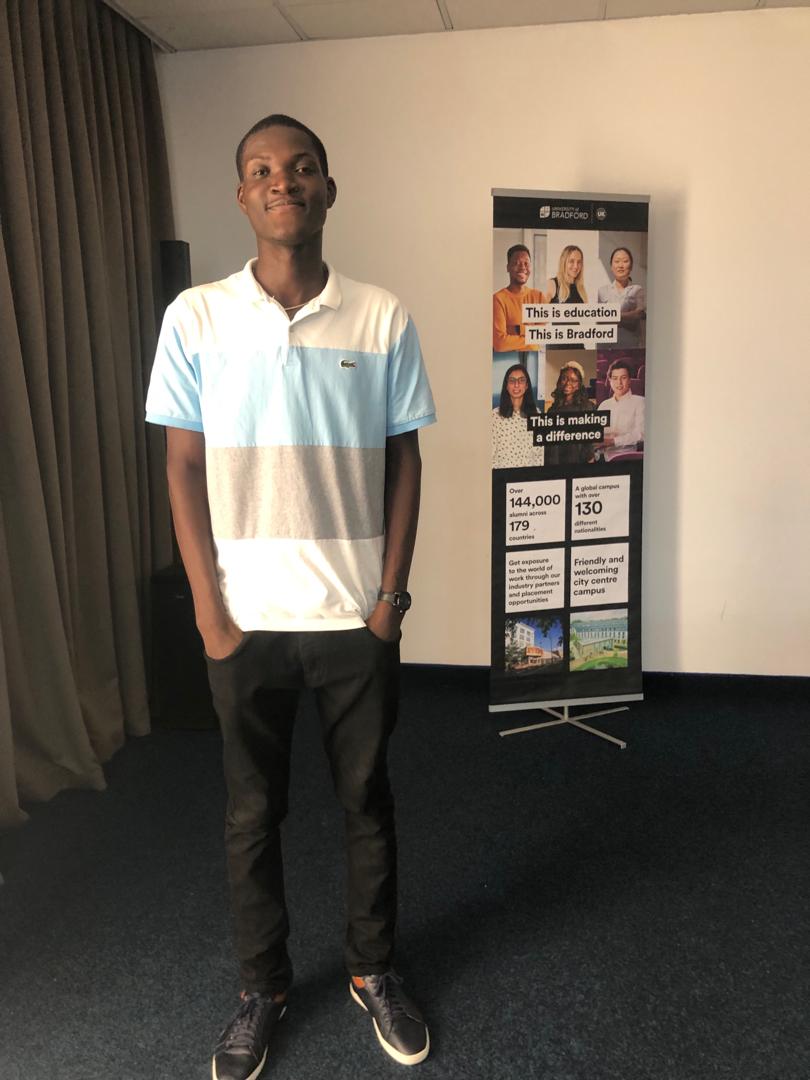 UNIVERSITY of
BRADFORD
This is education
This is Bradford
This is making
a difference
Over
144,000
alumni across
179
countries
A global campus
with over
130
different
nationalities
Get exposure
to the world of
work through our
industry partners
and placement
opportunities
Friendly and
welcoming
city centre
campus